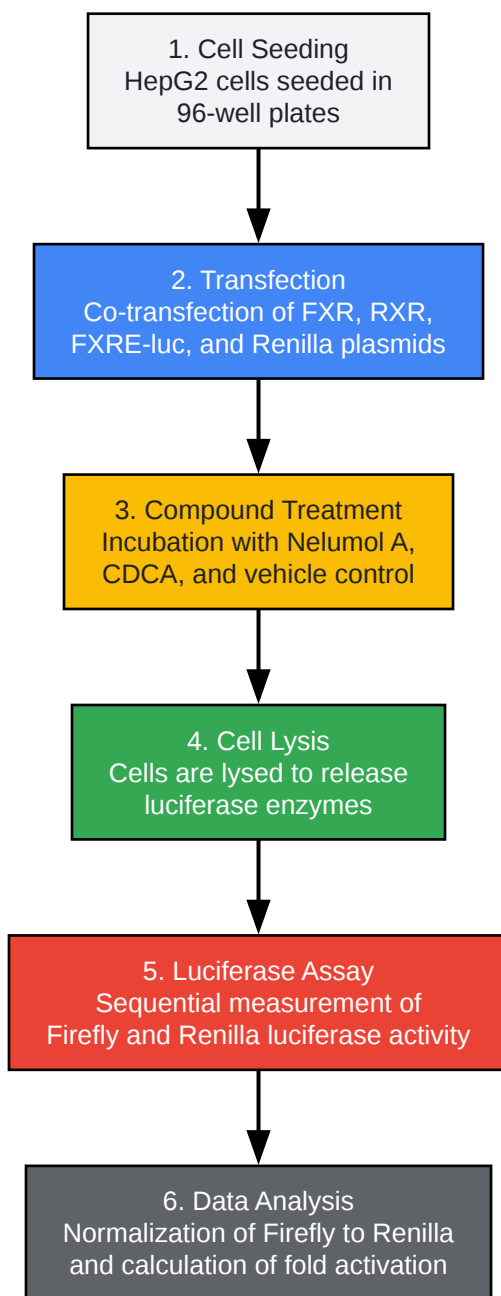 1. Cell Seeding
HepG2 cells seeded in
96-well plates
2. Transfection
Co-transfection of FXR, RXR,
FXRE-luc, and Renilla plasmids
3. Compound Treatment
Incubation with Nelumol A,
CDCA, and vehicle control
4. Cell Lysis
Cells are lysed to release
luciferase enzymes
5. Luciferase Assay
Sequential measurement of
Firefly and Renilla luciferase activity
6. Data Analysis
Normalization of Firefly to Renilla
and calculation of fold activation